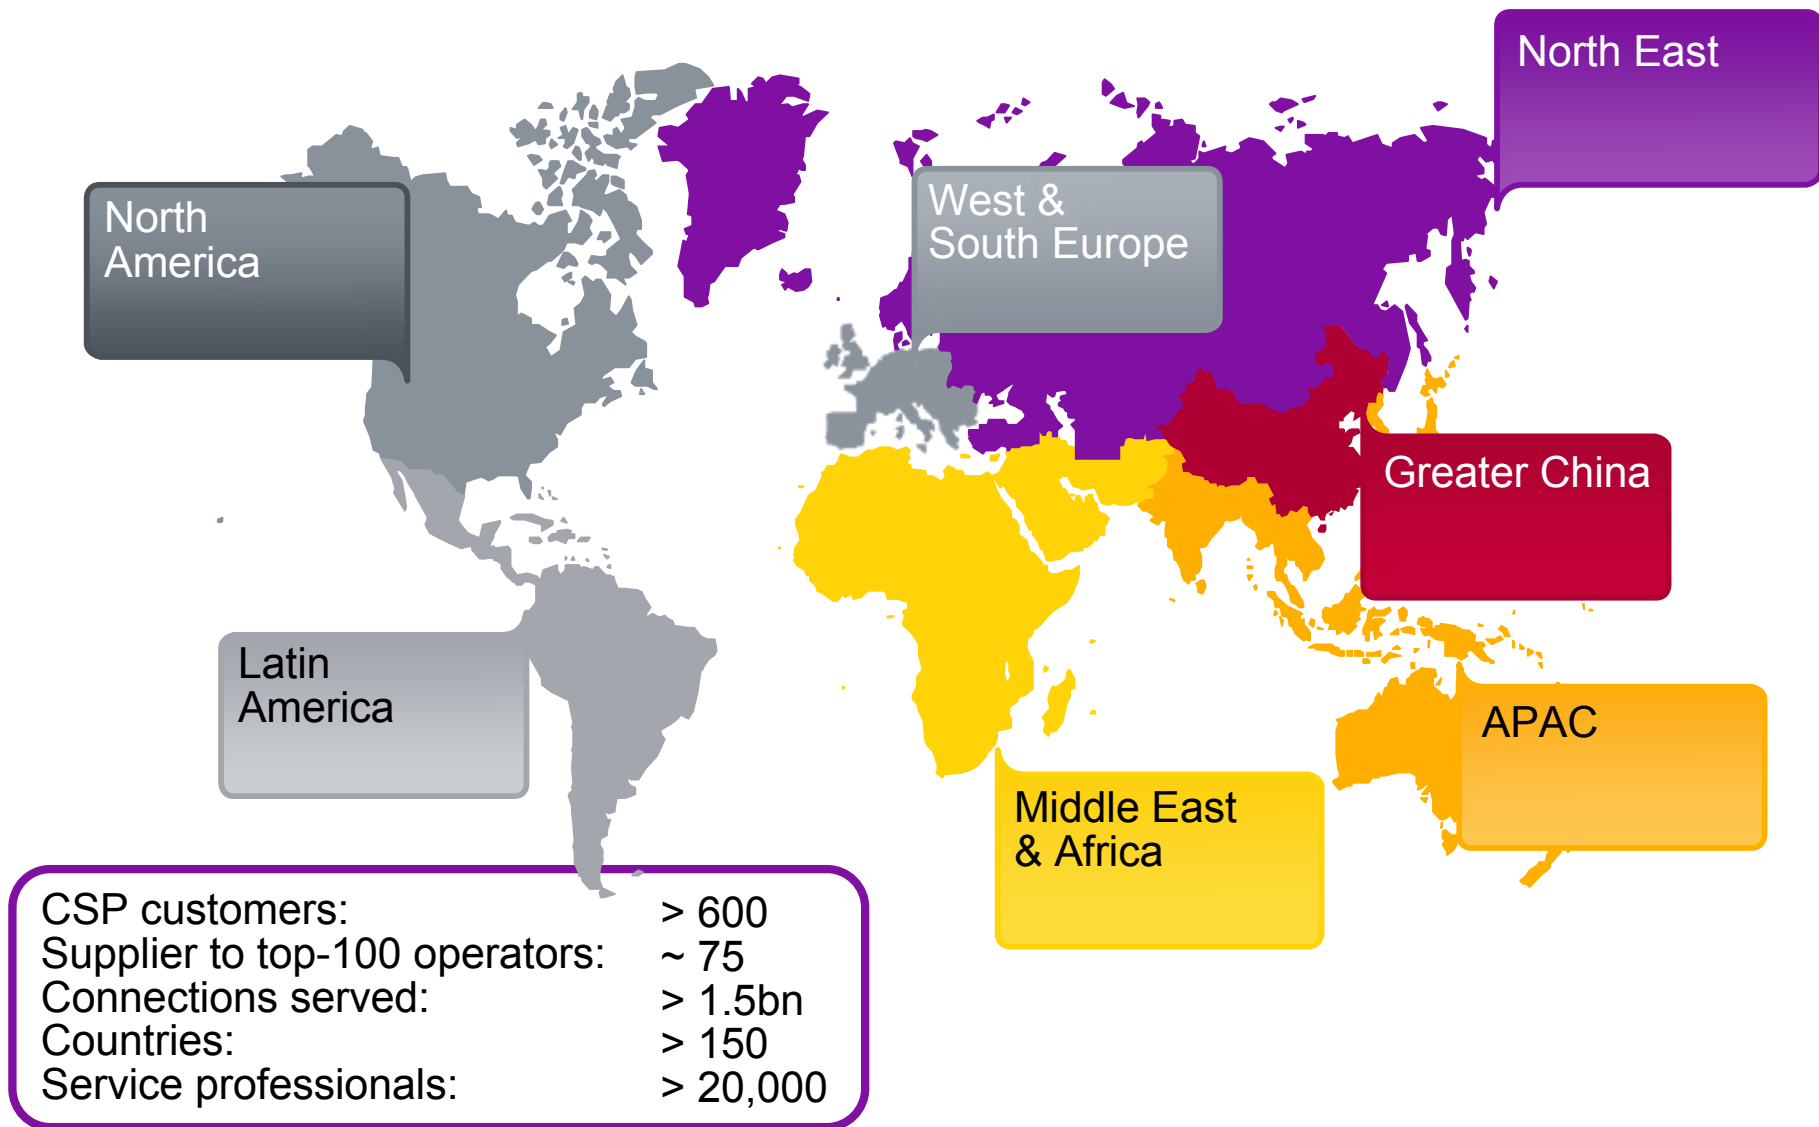 North East
West &
South Europe
North
America
Greater China
Latin
America
APAC
Middle East
& Africa
CSP customers: > 600
Supplier to top-100 operators: ~ 75
Connections served: > 1.5bn
Countries: > 150
Service professionals: > 20,000